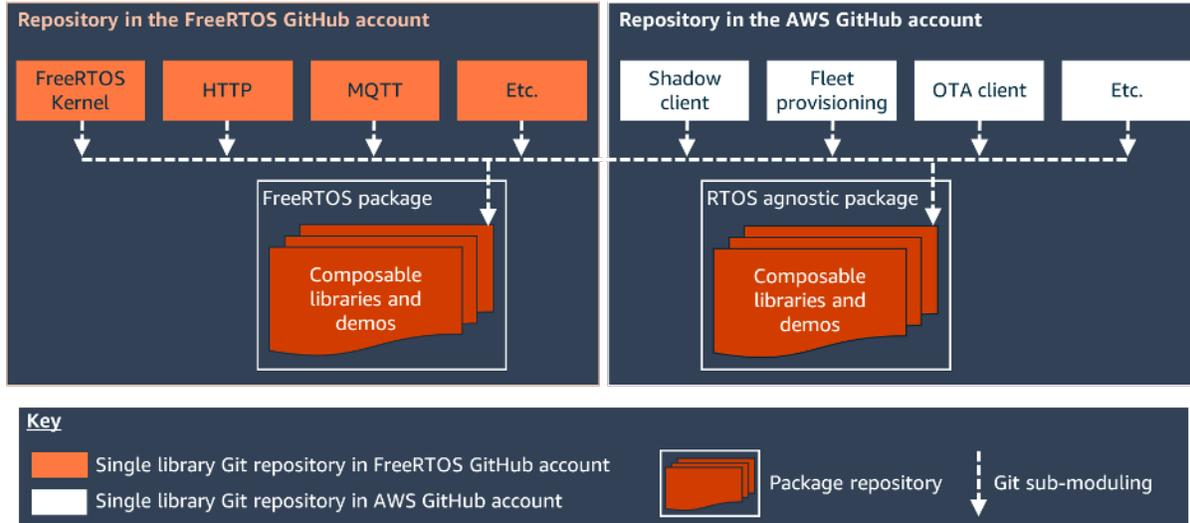 Repository in the FreeRTOS GitHub account
Repository in the AWS GitHub account
FreeRTOS
Kernel
HTTP
MQTT
Etc.
Shadow
client
Fleet
provisioning
OTA client
Etc.
FreeRTOS package
Composable
libraries and
demos
RTOS agnostic package
Composable
libraries and
demos
Key
Single library Git repository in FreeRTOS GitHub account
Single library Git repository in AWS GitHub account
Package repository
Git sub-moduling